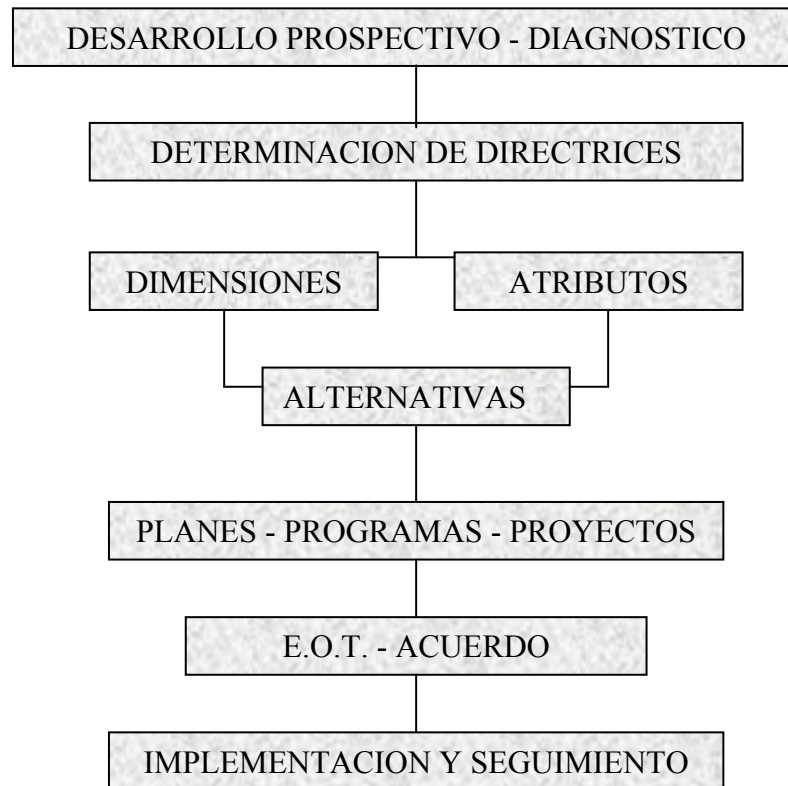 DESARROLLO PROSPECTIVO - DIAGNOSTICO
DETERMINACION DE DIRECTRICES
DIMENSIONES
ATRIBUTOS
ALTERNATIVAS
PLANES - PROGRAMAS - PROYECTOS
E.O.T. - ACUERDO
IMPLEMENTACION Y SEGUIMIENTO